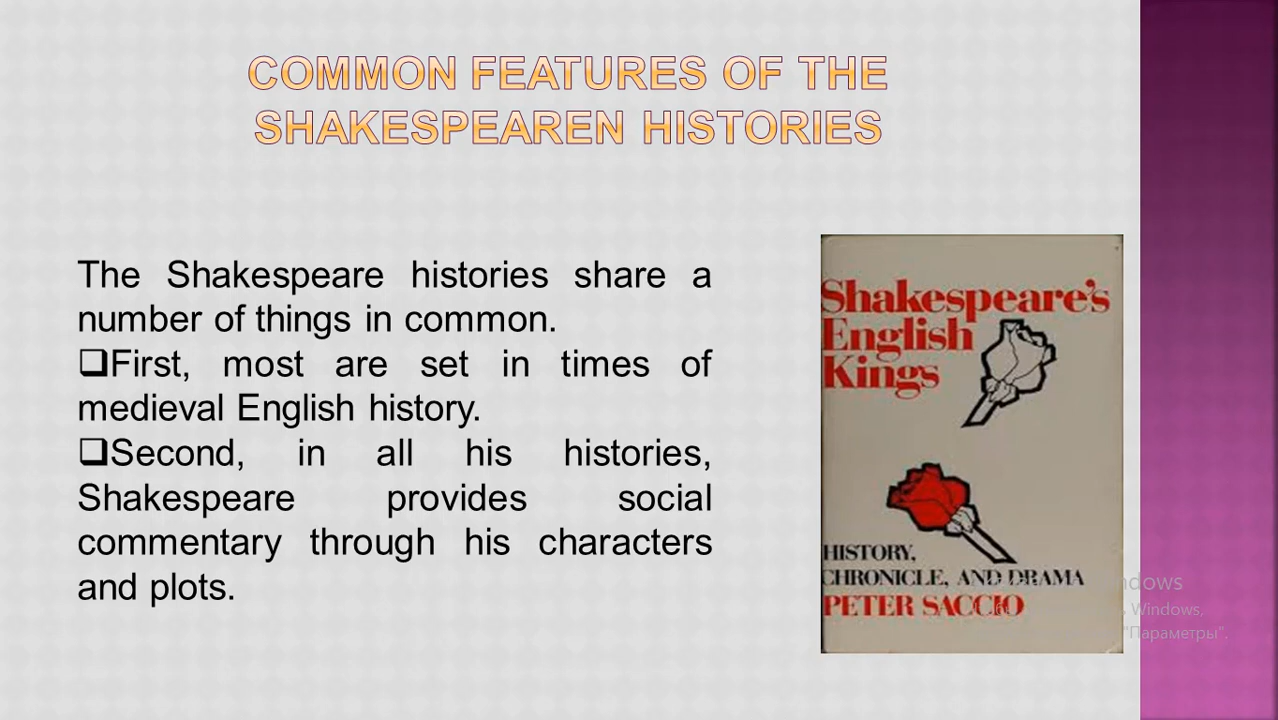 COMMON FEATURES OF THE
SHAKESPEAREN HISTORIES
The Shakespeare histories share a
number of things in common.
❑First, most are set in times of
medieval English history.
❑Second, in all his histories,
Shakespeare provides social
commentary through his characters
and plots.
Shakespeare's
English
Kings
HISTORY,
CHRONICLE, AND DRAMA
PETER SACCIO
Windows,
"Параметры".